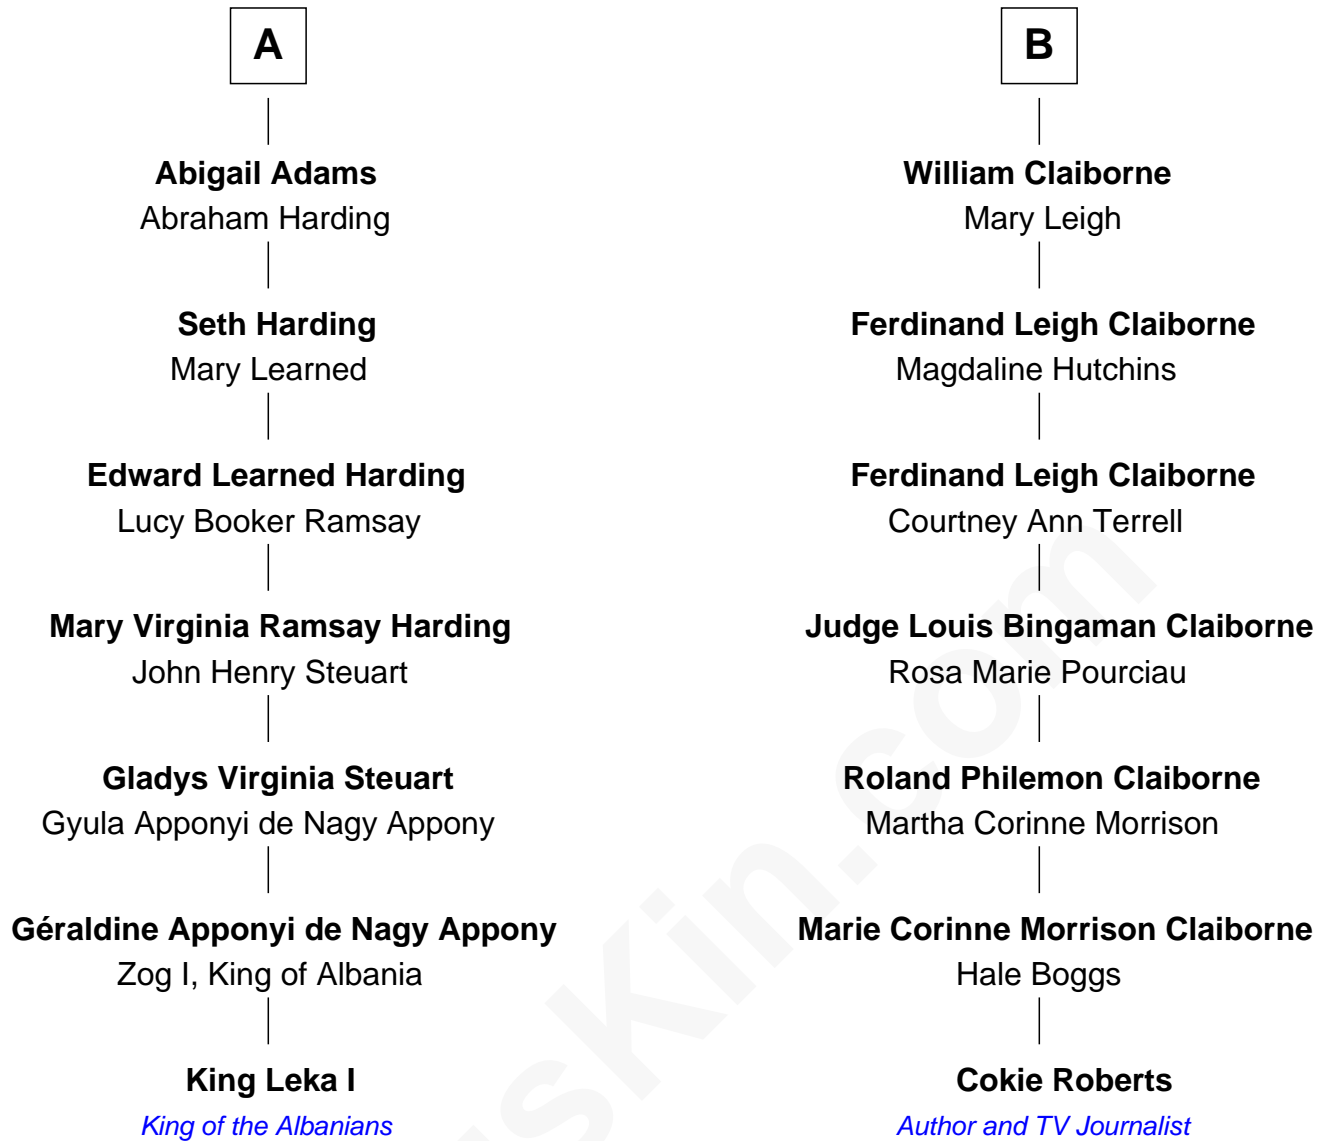 A
Abigail Adams
Abraham Harding
Seth Harding
Mary Learned
Edward Learned Harding
Lucy Booker Ramsay
Mary Virginia Ramsay Harding
John Henry Steuart
Gladys Virginia Steuart
Gyula Apponyi de Nagy Appony
Géraldine Apponyi de Nagy Appony
Zog I, King of Albania
King Leka I
King of the Albanians
B
William Claiborne
Mary Leigh
Ferdinand Leigh Claiborne
Magdaline Hutchins
Ferdinand Leigh Claiborne
Courtney Ann Terrell
Judge Louis Bingaman Claiborne
Rosa Marie Pourciau
Roland Philemon Claiborne
Martha Corinne Morrison
Marie Corinne Morrison Claiborne
Hale Boggs
Cokie Roberts
Author and TV Journalist